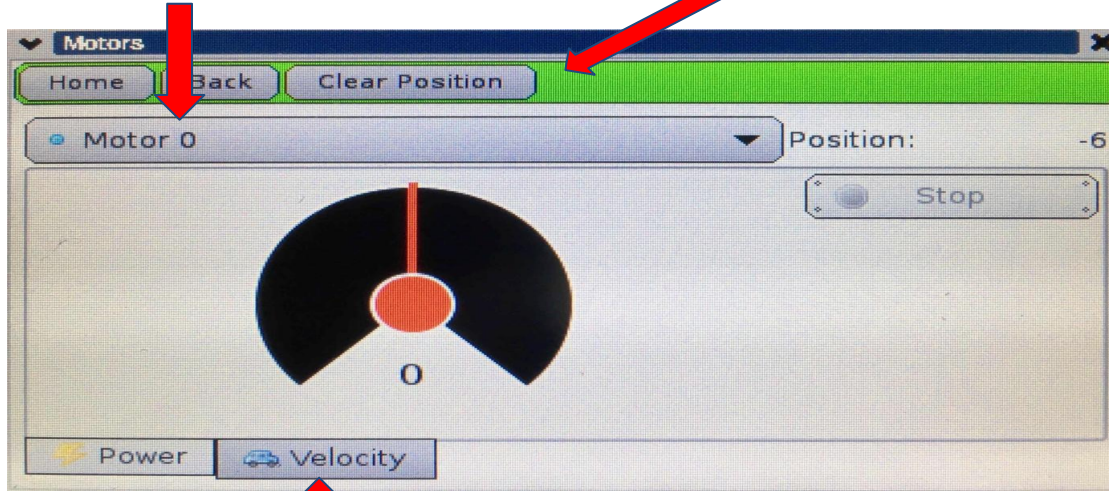 Motors
Home Back Clear Position
Motor 0 Position: -6
Stop
0
Power Velocity